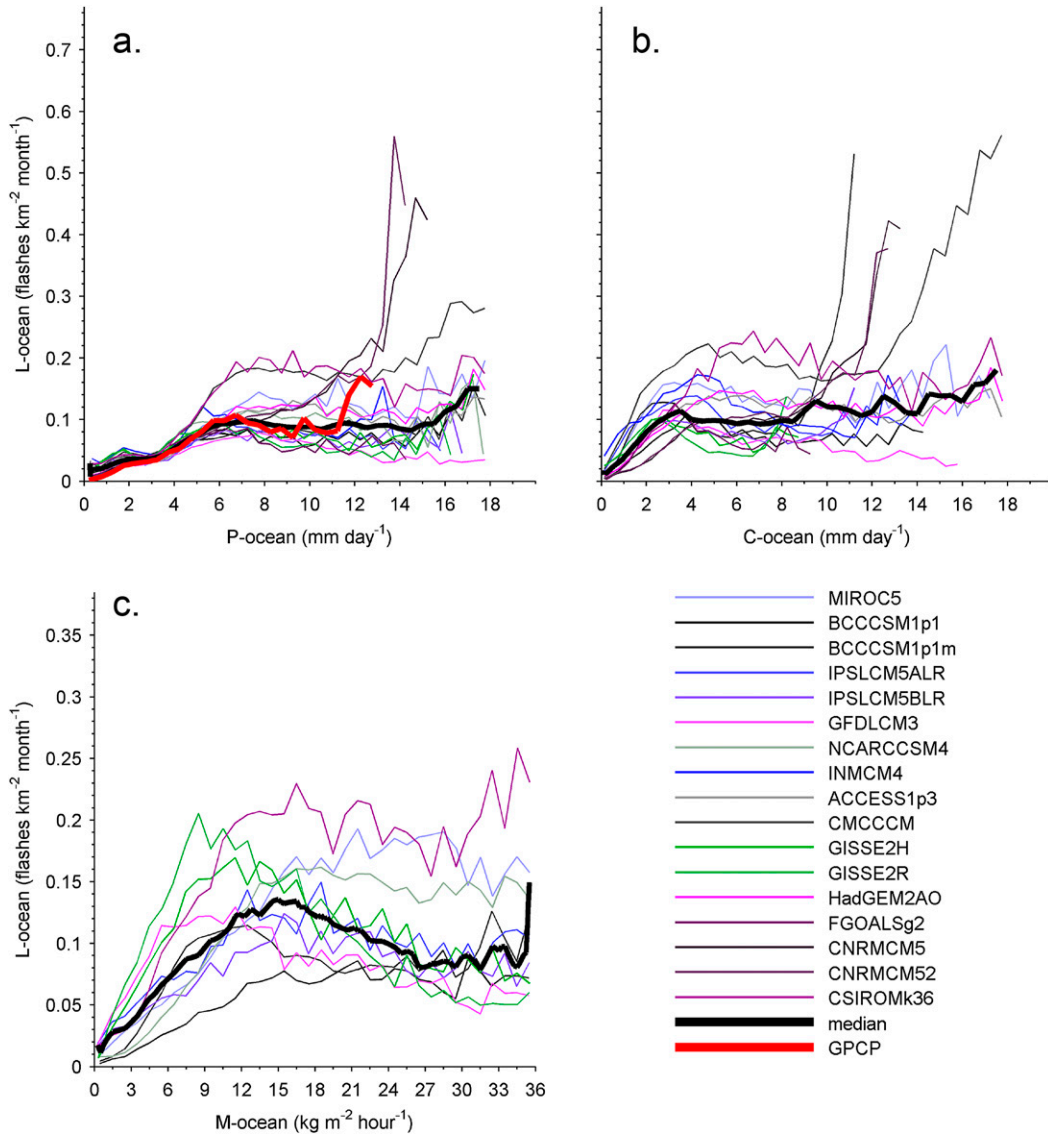 a.
0.7
0.6
0.5
0.4
0.3
0.2
0.1
0
L-ocean (flashes km⁻² month⁻¹)
0 2 4 6 8 10 12 14 16 18
P-ocean (mm day⁻¹)
b.
0 2 4 6 8 10 12 14 16 18
C-ocean (mm day⁻¹)
c.
0.35
0.3
0.25
0.2
0.15
0.1
0.05
0
L-ocean (flashes km⁻² month⁻¹)
0 3 6 9 12 15 18 21 24 27 30 33 36
M-ocean (kg m⁻² hour⁻¹)
MIROC5
BCCCSM1p1
BCCCSM1p1m
IPSLCM5ALR
IPSLCM5BLR
GFDLCM3
NCARCCSM4
INMCM4
ACCESS1p3
CMCCCM
GISSE2H
GISSE2R
HadGEM2AO
FGOALSg2
CNRMCM5
CNRMCM52
CSIROMk36
median
GPCP